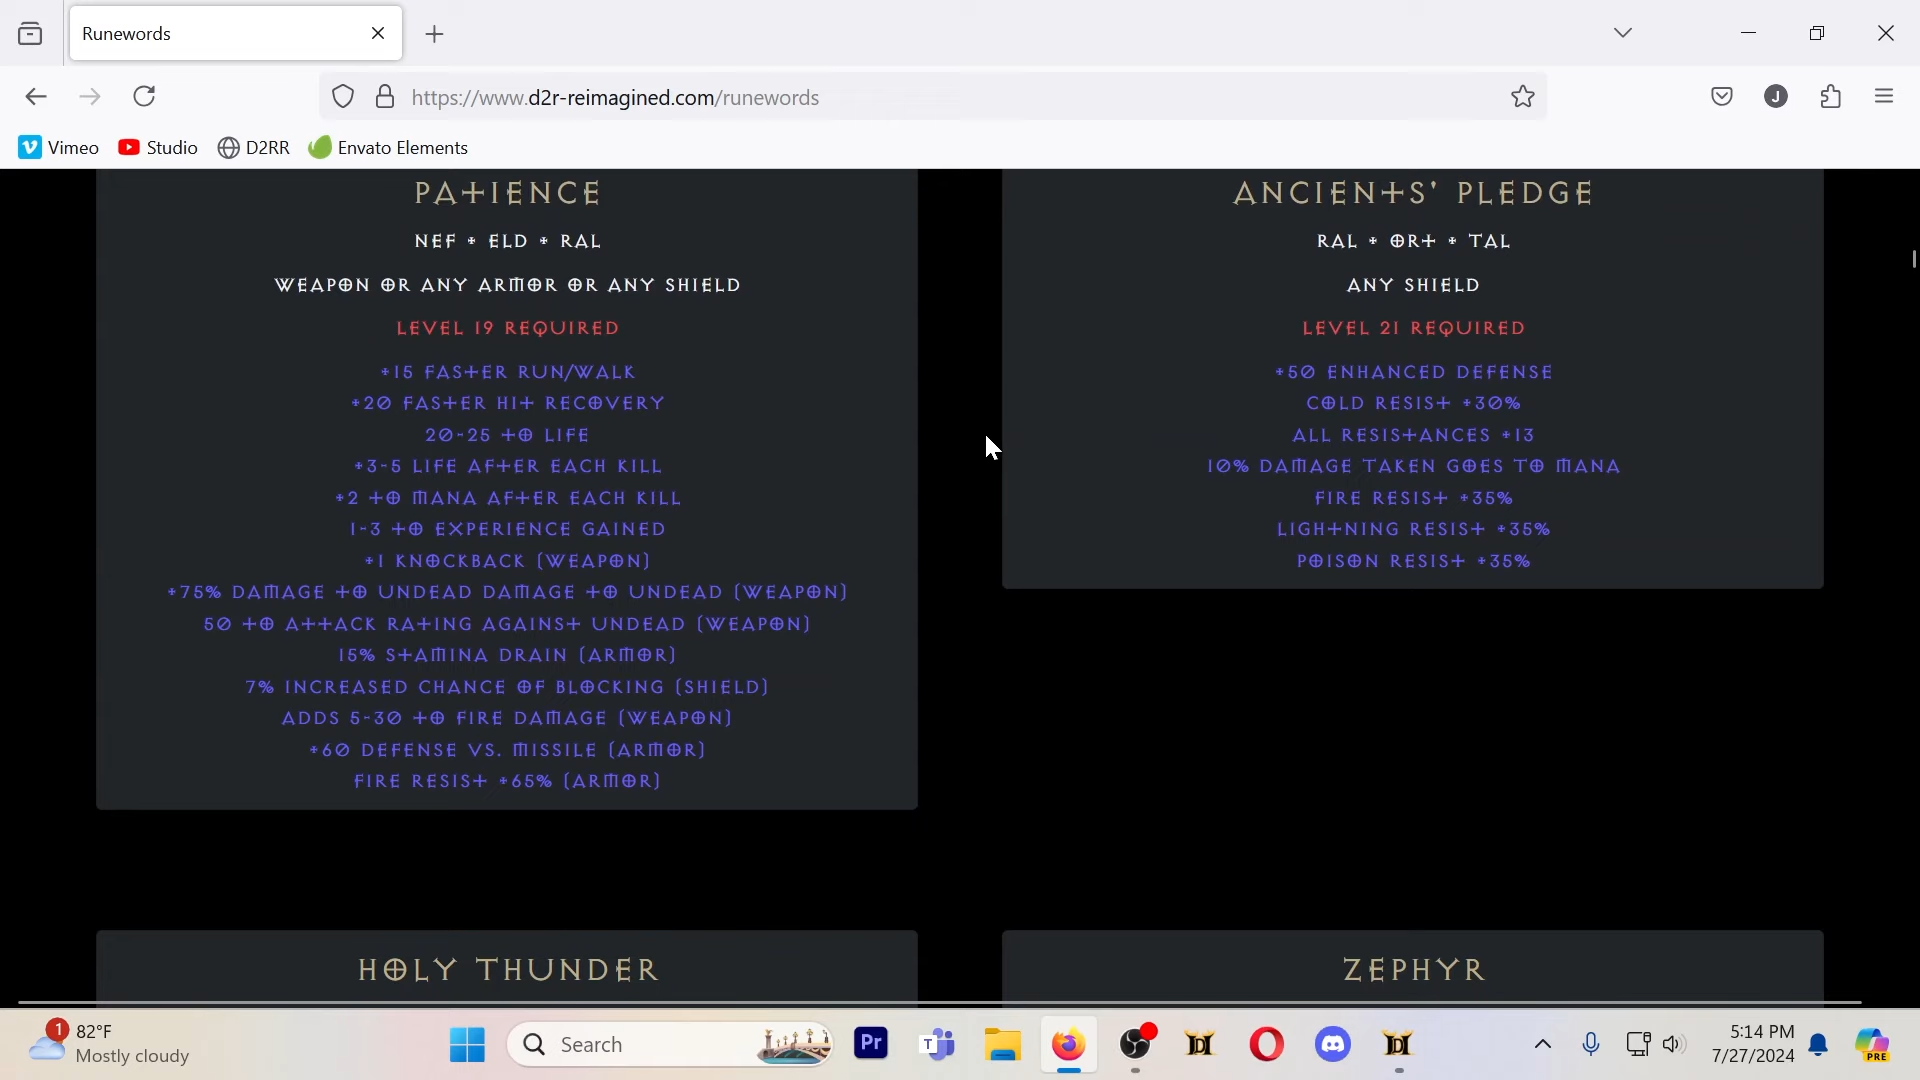 Runewords
https://www.d2r-reimagined.com/runewords
Vimeo
Studio
D2RR
Envato Elements
PATIENCE
NEF + ELD + RAL
WEAPON OR ANY ARMOR OR ANY SHIELD
LEVEL 19 REQUIRED
+15 FASTER RUN/WALK
+20 FASTER HIT RECOVERY
20-25 TO LIFE
+3-5 LIFE AFTER EACH KILL
+2 TO MANA AFTER EACH KILL
1-3 TO EXPERIENCE GAINED
+1 KNOCKBACK (WEAPON)
+75% DAMAGE TO UNDEAD DAMAGE TO UNDEAD (WEAPON)
50 TO ATTACK RATING AGAINST UNDEAD (WEAPON)
15% STAMINA DRAIN (ARMOR)
7% INCREASED CHANCE OF BLOCKING (SHIELD)
ADDS 5-30 TO FIRE DAMAGE (WEAPON)
+60 DEFENSE VS. MISSILE (ARMOR)
FIRE RESIST +65% (ARMOR)
ANCIENTS' PLEDGE
RAL + ORT + TAL
ANY SHIELD
LEVEL 21 REQUIRED
+50 ENHANCED DEFENSE
COLD RESIST +30%
ALL RESISTANCES +13
10% DAMAGE TAKEN GOES TO MANA
FIRE RESIST +35%
LIGHTNING RESIST +35%
POISON RESIST +35%
HOLY THUNDER
ZEPHYR
1
82°F
Mostly cloudy
Search
Pr
T
J
5:14 PM
7/27/2024
PRE